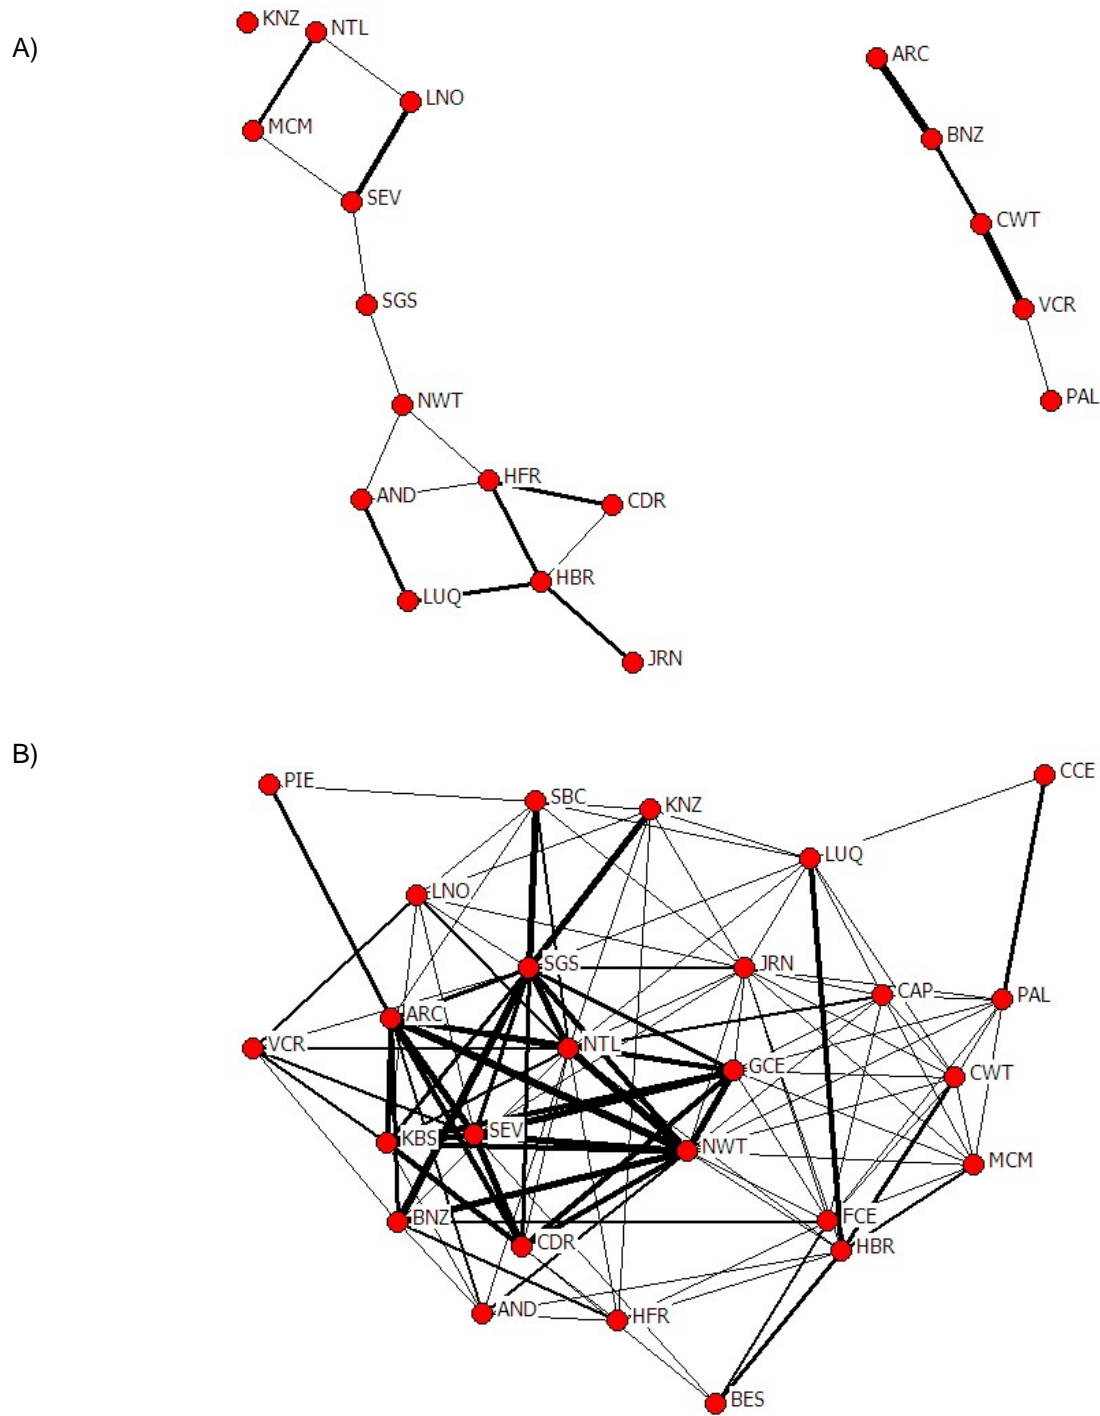 A)
KNZ
NTL
ARC
LNO
MCM
BNZ
SEV
CWT
SGS
VCR
NWT
PAL
HFR
AND
CDR
HBR
LUQ
JRN
B)
PIE
CCE
SBC
KNZ
LUQ
LNO
SGS
JRN
CAP
PAL
ARC
VCR
NTL
GCE
CWT
KBS
SEV
NWT
MCM
BNZ
FCE
CDR
HBR
AND
HFR
BES